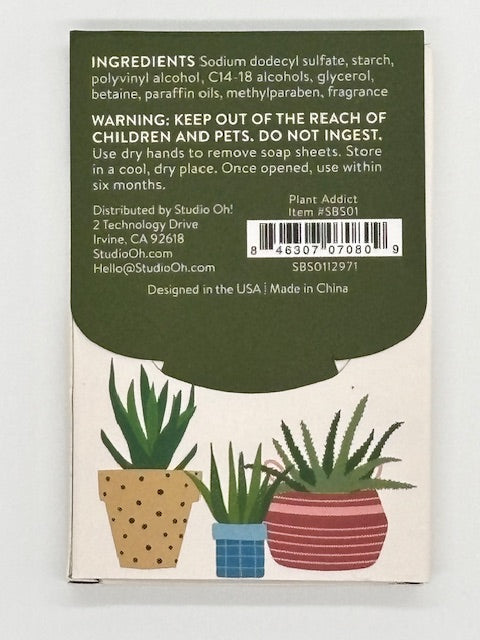 INGREDIENTS Sodium dodecyl sulfate, starch,
polyvinyl alcohol, C14-18 alcohols, glycerol,
betaine, paraffin oils, methylparaben, fragrance
WARNING: KEEP OUT OF THE REACH OF
CHILDREN AND PETS. DO NOT INGEST.
Use dry hands to remove soap sheets. Store
in a cool, dry place. Once opened, use within
six months.
Distributed by Studio Oh!
2 Technology Drive
Irvine, CA 92618
StudioOh.com
Hello@StudioOh.com
Plant Addict
Item #SBS01
8 46307 07080 9
SBS0112971
Designed in the USA | Made in China